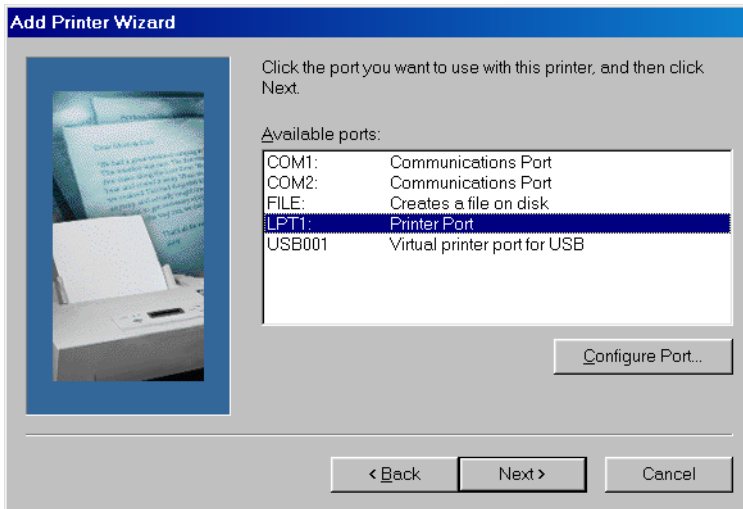 Add Printer Wizard
Click the port you want to use with this printer, and then click
Next.
Available ports:
COM1: Communications Port
COM2: Communications Port
FILE: Creates a file on disk
LPT1: Printer Port
USB001 Virtual printer port for USB
Configure Port...
< Back Next > Cancel